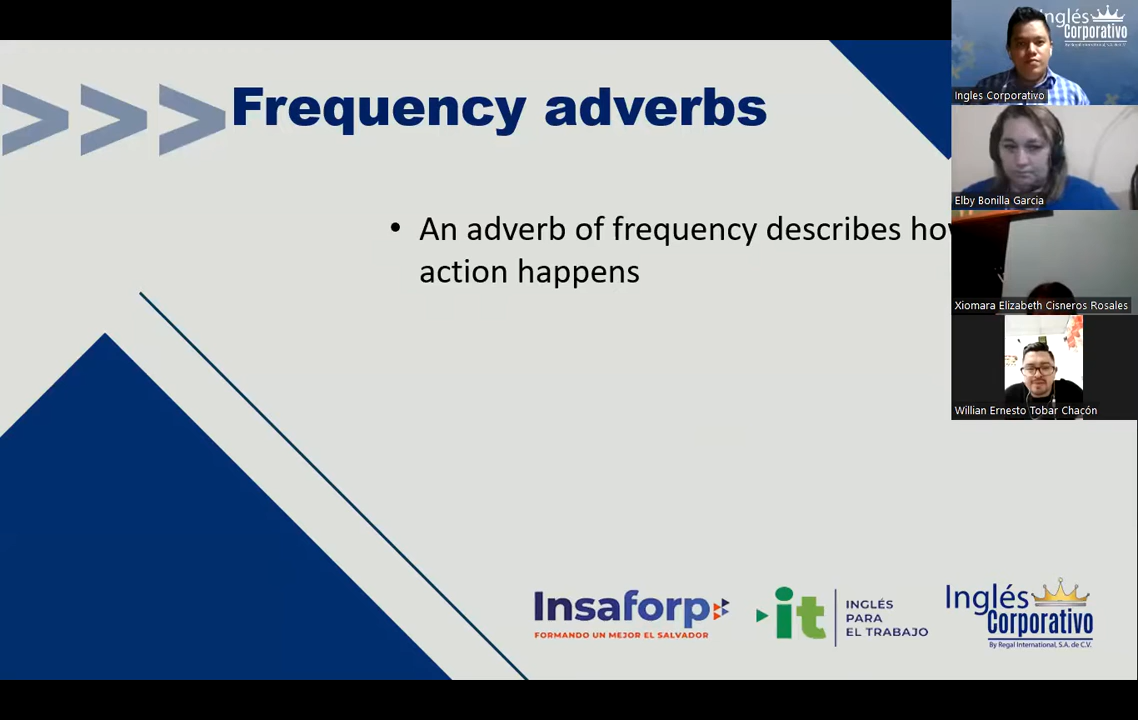 >>> Frequency adverbs
• An adverb of frequency describes
action happens
Insaforp
FORMANDO UN MEJOR EL SALVADOR
it
INGLÉS
PARA
EL TRABAJO
Inglés
Corporativo
By Regal International, S.A. de C.V.
Inglés
Corporativo
Ingles Corporativo
Elby Bonilla Garcia
Xiomara Elizabeth Cisneros Rosales
Willian Ernesto Tobar Chacón